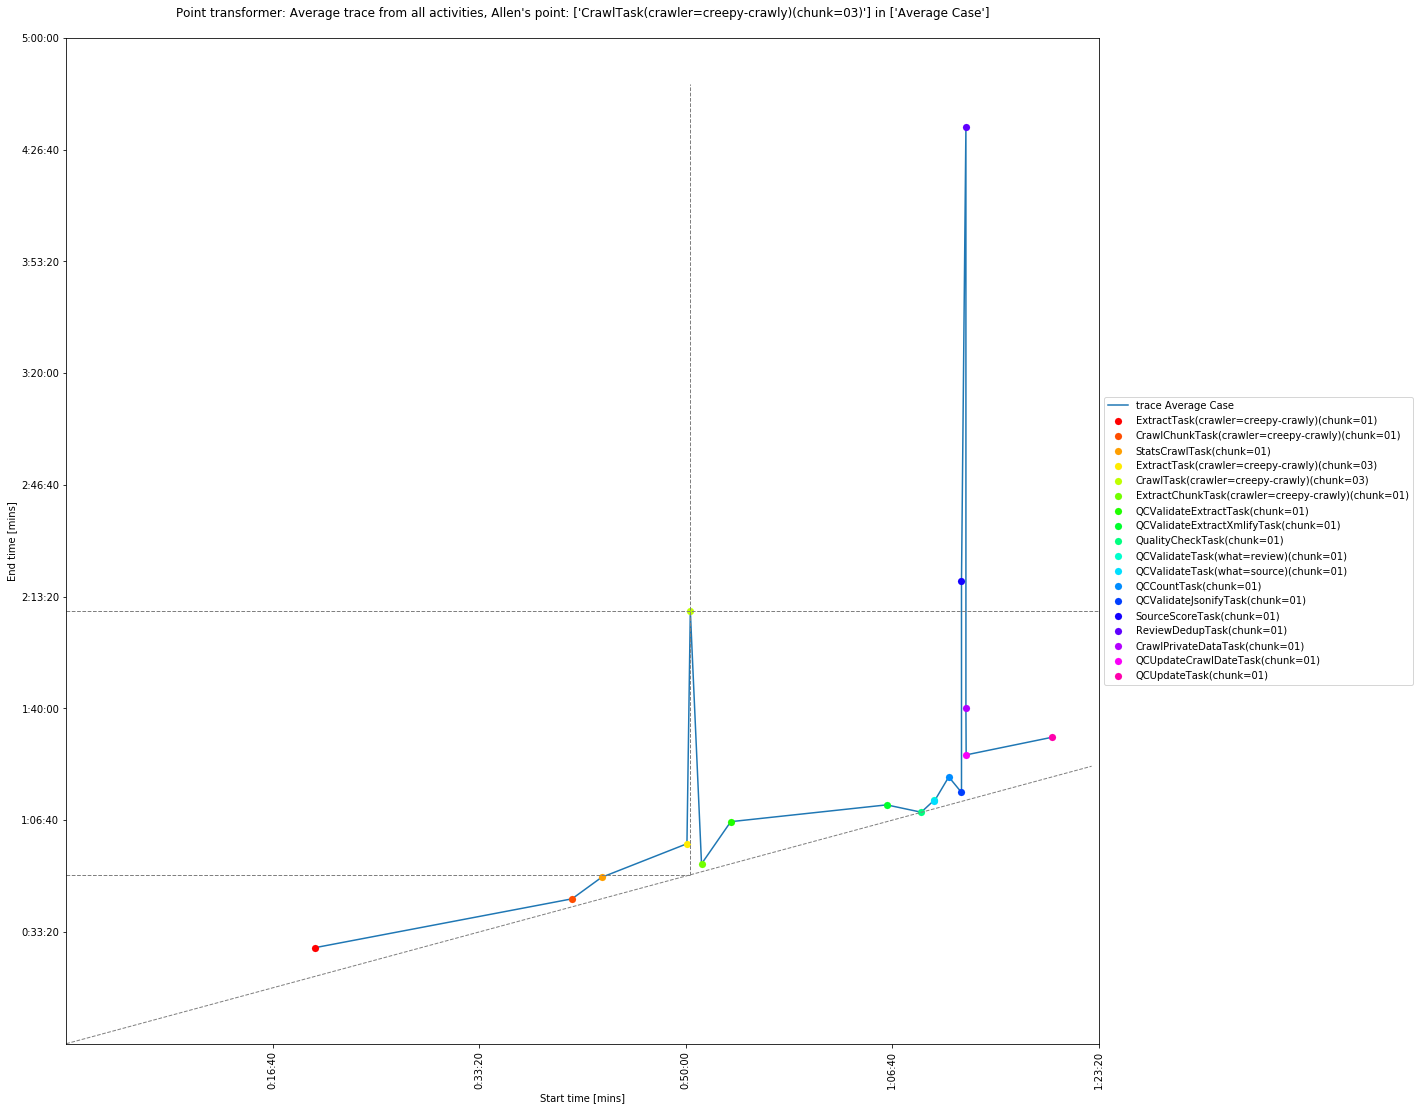 Point transformer: Average trace from all activities, Allen's point: ['CrawlTask(crawler=creepy-crawly)(chunk=03)'] in ['Average Case']
5:00:00
4:26:40
3:53:20
3:20:00
2:46:40
2:13:20
1:40:00
1:06:40
0:33:20
End time [mins]
0:16:40
0:33:20
0:50:00
1:06:40
1:23:20
Start time [mins]
trace Average Case
ExtractTask(crawler=creepy-crawly)(chunk=01)
CrawlChunkTask(crawler=creepy-crawly)(chunk=01)
StatsCrawlTask(chunk=01)
ExtractTask(crawler=creepy-crawly)(chunk=03)
CrawlTask(crawler=creepy-crawly)(chunk=03)
ExtractChunkTask(crawler=creepy-crawly)(chunk=01)
QCValidateExtractTask(chunk=01)
QCValidateExtractXmlifyTask(chunk=01)
QualityCheckTask(chunk=01)
QCValidateTask(what=review)(chunk=01)
QCValidateTask(what=source)(chunk=01)
QCCountTask(chunk=01)
QCValidateJsonifyTask(chunk=01)
SourceScoreTask(chunk=01)
ReviewDedupTask(chunk=01)
CrawlPrivateDataTask(chunk=01)
QCUpdateCrawlDateTask(chunk=01)
QCUpdateTask(chunk=01)